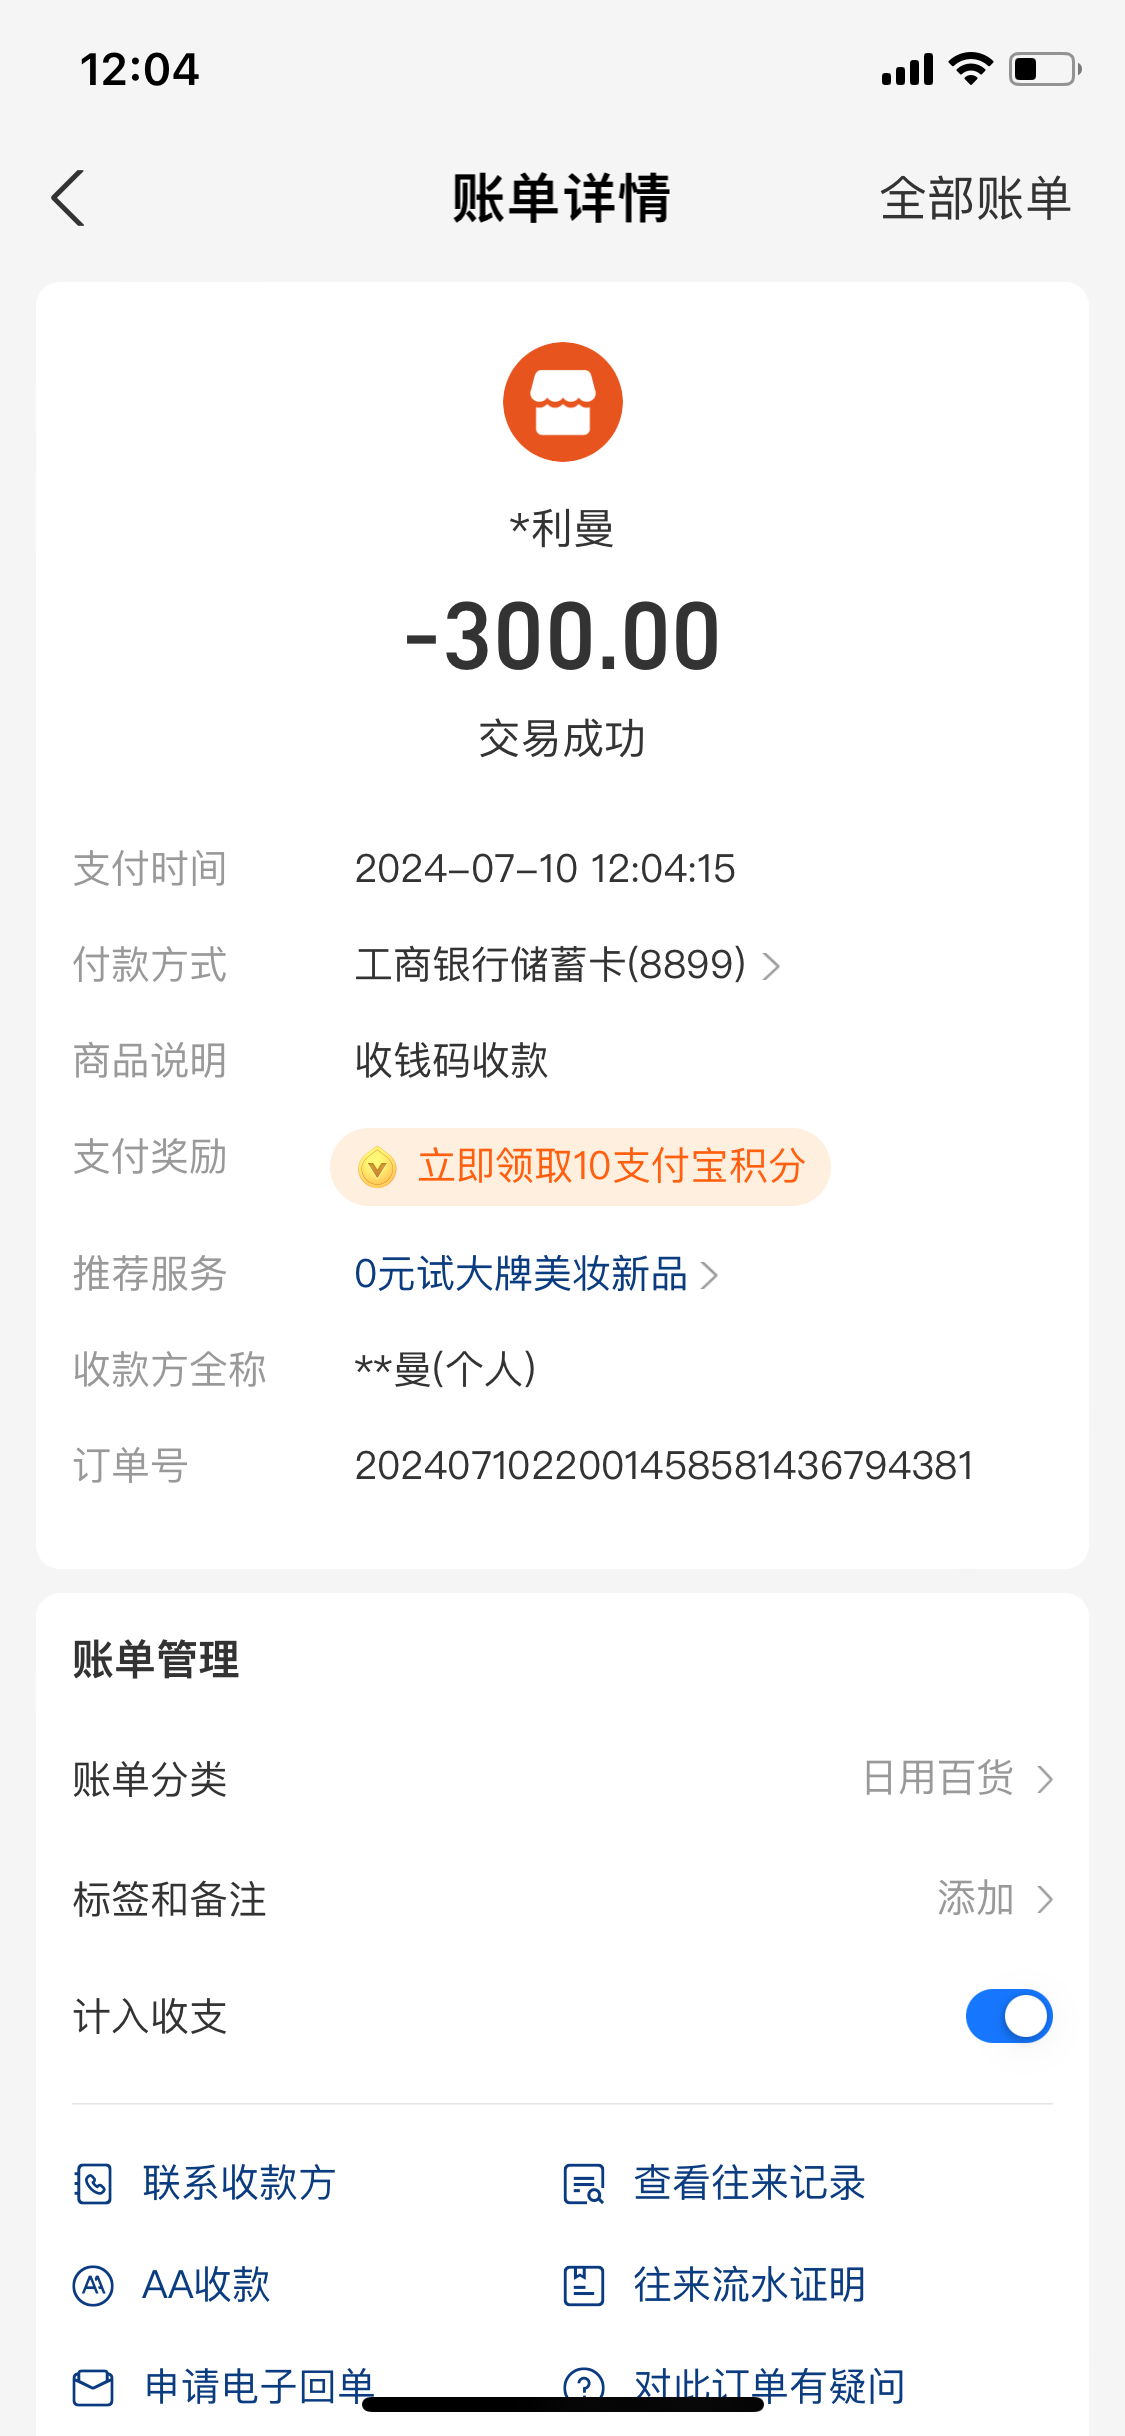 12:04
账单详情
全部账单
*利曼
-300.00
交易成功
支付时间 2024-07-10 12:04:15
付款方式 工商银行储蓄卡(8899)
商品说明 收钱码收款
支付奖励 立即领取10支付宝积分
推荐服务 0元试大牌美妆新品
收款方全称 **曼(个人)
订单号 2024071022001458581436794381
账单管理
账单分类 日用百货
标签和备注 添加
计入收支
联系收款方 查看往来记录
AA收款 往来流水证明
申请电子回单 对此订单有疑问